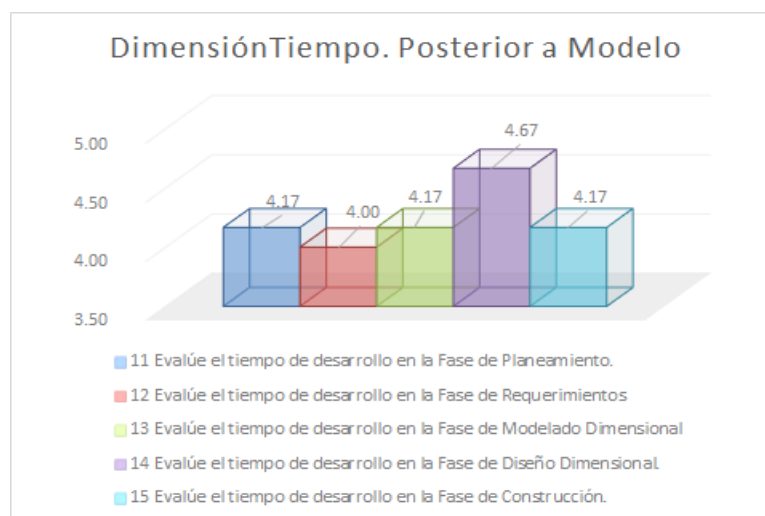 DimensiónTiempo. Posterior a Modelo
5.00
4.50
4.00
3.50
4.17
4.00
4.17
4.67
4.17
11 Evalúe el tiempo de desarrollo en la Fase de Planeamiento.
12 Evalúe el tiempo de desarrollo en la Fase de Requerimientos
13 Evalúe el tiempo de desarrollo en la Fase de Modelado Dimensional
14 Evalúe el tiempo de desarrollo en la Fase de Diseño Dimensional.
15 Evalúe el tiempo de desarrollo en la Fase de Construcción.